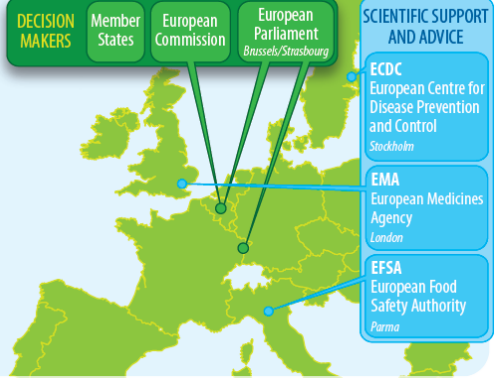 DECISION
MAKERS
Member
States
European
Commission
European
Parliament
Brussels/Strasbourg
SCIENTIFIC SUPPORT
AND ADVICE
ECDC
European Centre for
Disease Prevention
and Control
Stockholm
EMA
European Medicines
Agency
London
EFSA
European Food
Safety Authority
Parma